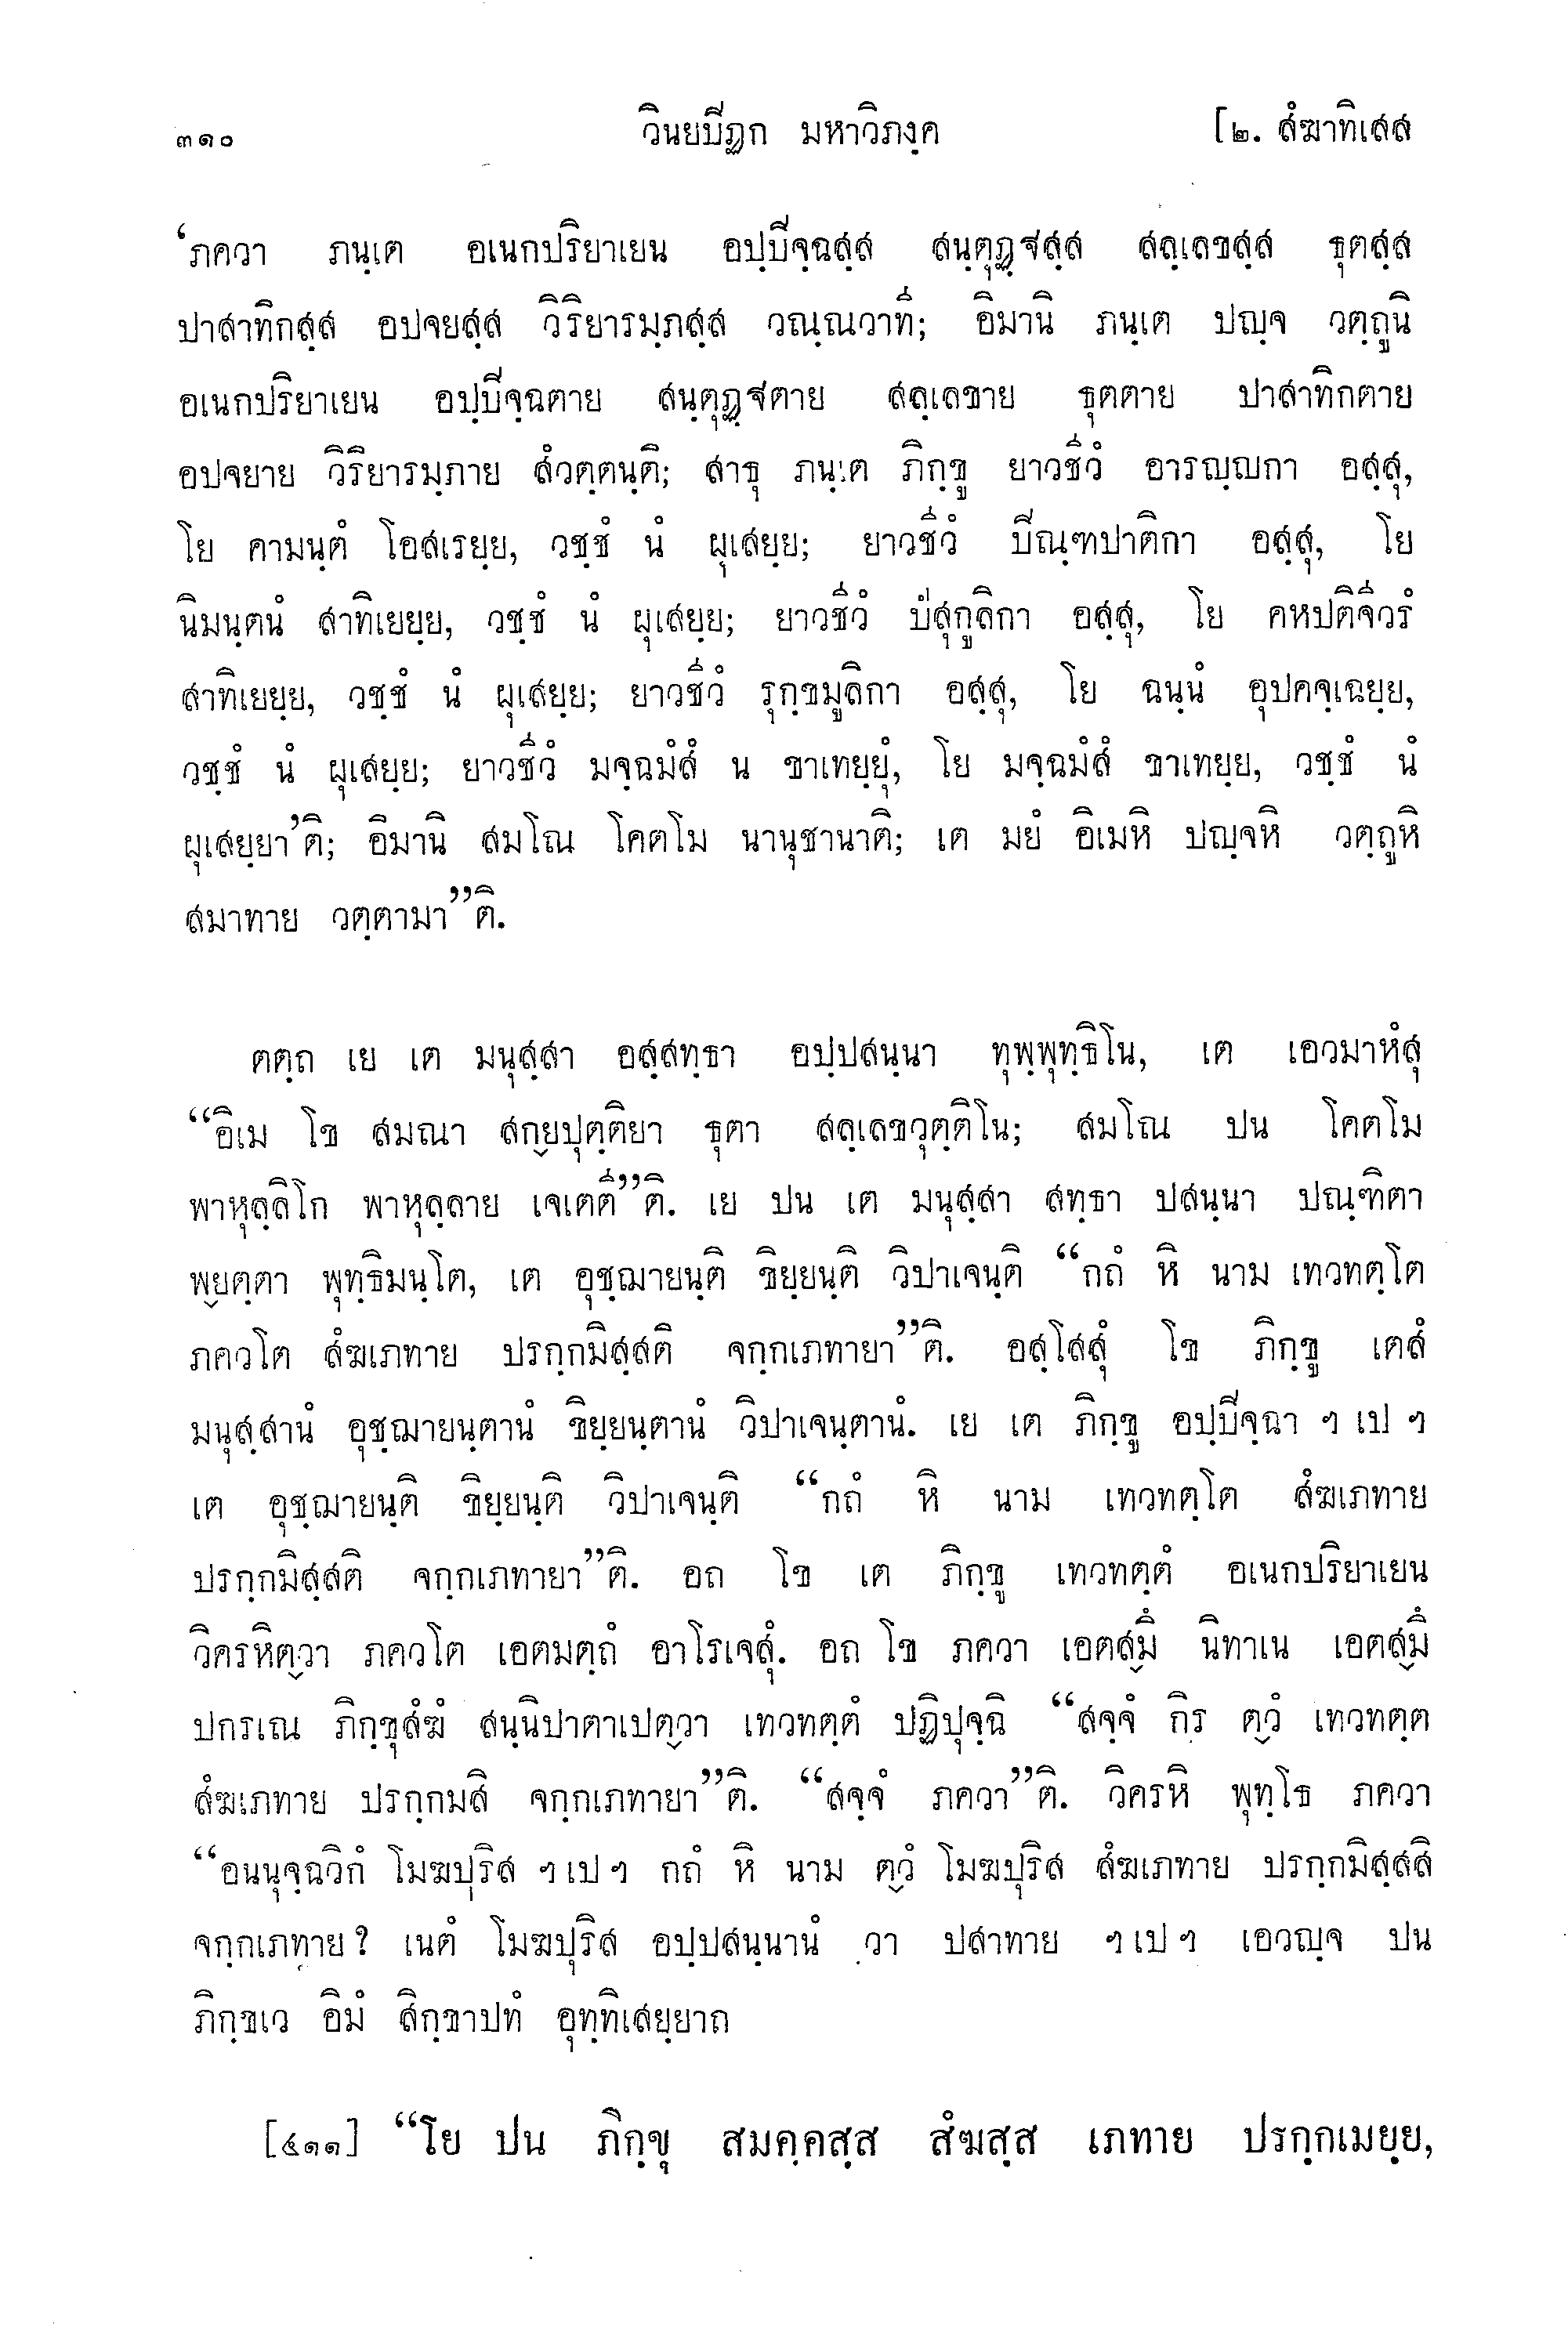 ๓๑๐ วินยปิฏก มหาวิภงฺค [๒. สํฆาทิเสส
‘ภควา ภนฺเต อเนกปริยาเยน อปฺปิจฺฉสฺส สนฺตุฏฺฐสฺส สลฺเลขสฺส ธุตสฺส
ปาสาทิกสฺส อปจยสฺส วิริยารมฺภสฺส วณฺณวาที; อิมานิ ภนฺเต ปญฺจ วตฺถูนิ
อเนกปริยาเยน อปฺปิจฺฉตาย สนฺตุฏฺฐตาย สลฺเลขาย ธุตตาย ปาสาทิกตาย
อปจยาย วิริยารมฺภาย สํวตฺตนฺติ; สาธุ ภนฺเต ภิกฺขู ยาวชีวํ อารญฺญกา อสฺสุ,
โย คามนฺตํ โอสเรยฺย, วชฺชํ นํ ผุเสยฺย; ยาวชีวํ ปิณฺฑปาติกา อสฺสุ, โย
นิมนฺตนํ สาทิเยยฺย, วชฺชํ นํ ผุเสยฺย; ยาวชีวํ ปํสุกูลิกา อสฺสุ, โย คหปติจีวรํ
สาทิเยยฺย, วชฺชํ นํ ผุเสยฺย; ยาวชีวํ รุกฺขมูลิกา อสฺสุ, โย ฉนฺนํ อุปคจฺเฉยฺย,
วชฺชํ นํ ผุเสยฺย; ยาวชีวํ มจฺฉมํสํ น ขาเทยฺยุํ, โย มจฺฉมํสํ ขาเทยฺย, วชฺชํ นํ
ผุเสยฺยา’ติ; อิมานิ สมโณ โคตโม นานุชานาติ; เต มยํ อิเมหิ ปญฺจหิ วตฺถูหิ
สมาทาย วตฺตามา”ติ.
ตตฺถ เย เต มนุสฺสา อสฺสทฺธา อปฺปสนฺนา ทุพฺพุทฺธิโน, เต เอวมาหํสุ
“อิเม โข สมณา สกฺยปุตฺติยา ธุตา สลฺเลขวุตฺติโน; สมโณ ปน โคตโม
พาหุลฺลิโก พาหุลฺลาย เจเตตี”ติ. เย ปน เต มนุสฺสา สทฺธา ปสนฺนา ปณฺฑิตา
พฺยตฺตา พุทฺธิมนฺโต, เต อุชฺฌายนฺติ ขิยฺยนฺติ วิปาเจนฺติ “กถํ หิ นาม เทวทตฺโต
ภควโต สํฆเภทาย ปรกฺกมิสฺสติ จกฺกเภทายา”ติ. อสฺโสสุํ โข ภิกฺขู เตสํ
มนุสฺสานํ อุชฺฌายนฺตานํ ขิยฺยนฺตานํ วิปาเจนฺตานํ. เย เต ภิกฺขู อปฺปิจฺฉา ฯ เป ฯ
เต อุชฺฌายนฺติ ขิยฺยนฺติ วิปาเจนฺติ “กถํ หิ นาม เทวทตฺโต สํฆเภทาย
ปรกฺกมิสฺสติ จกฺกเภทายา”ติ. อถ โข เต ภิกฺขู เทวทตฺตํ อเนกปริยาเยน
วิครหิตฺวา ภควโต เอตมตฺถํ อาโรเจสุํ. อถ โข ภควา เอตสฺมึ นิทาเน เอตสฺมึ
ปกรเณ ภิกฺขุสํฆํ สนฺนิปาตาเปตฺวา เทวทตฺตํ ปฏิปุจฺฉิ “สจฺจํ กิร ตฺวํ เทวทตฺต
สํฆเภทาย ปรกฺกมสิ จกฺกเภทายา”ติ. “สจฺจํ ภควา”ติ. วิครหิ พุทฺโธ ภควา
“อนนุจฺฉวิกํ โมฆปุริส ฯ เป ฯ กถํ หิ นาม ตฺวํ โมฆปุริส สํฆเภทาย ปรกฺกมิสฺสสิ
จกฺกเภทาย? เนตํ โมฆปุริส อปฺปสนฺนานํ วา ปสาทาย ฯ เป ฯ เอวญฺจ ปน
ภิกฺขเว อิมํ สิกฺขาปทํ อุทฺทิเสยฺยาถ
[๕๑๑] “โย ปน ภิกฺขุ สมคฺคสฺส สํฆสฺส เภทาย ปรกฺกเมยฺย,